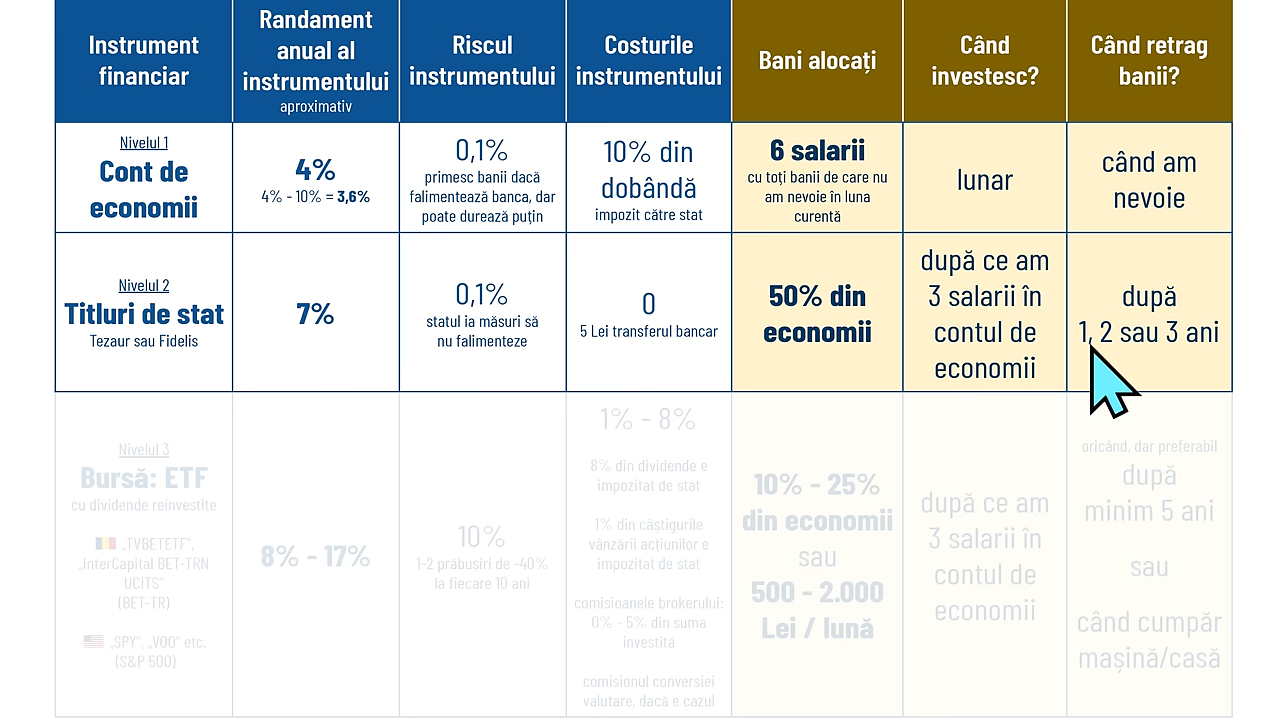 Instrument
financiar
Randament
anual al
instrumentului
aproximativ
Riscul
instrumentului
Costurile
instrumentului
Bani alocați
Când
investesc?
Când retrag
banii?
Nivelul 1
Cont de
economii
4%
4% - 10% = 3,6%
0,1%
primesc banii dacă
falimentează banca, dar
poate durează puțin
10% din
dobândă
impozit către stat
6 salarii
cu toți banii de care nu
am nevoie în luna
curentă
lunar
când am
nevoie
Nivelul 2
Titluri de stat
Tezaur sau Fidelis
7%
0,1%
statul ia măsuri să
nu falimenteze
0
5 Lei transferul bancar
50% din
economii
după ce am
3 salarii în
contul de
economii
după
1, 2 sau 3 ani
Nivelul 3
Bursă: ETF
cu dividende reinvestite
„TVBETETF”,
„InterCapital BET-TRN
UCITS”
(BET-TR)
„SPY”, „VOO” etc.
(S&P 500)
8% - 17%
10%
1-2 prăbușiri de -40%
la fiecare 10 ani
1% - 8%
8% din dividende e
impozitat de stat
1% din câștigurile
vânzării acțiunilor e
impozitat de stat
comisioanele brokerului:
0% - 5% din suma
investită
comisionul conversiei
valutare, dacă e cazul
10% - 25%
din economii
sau
500 - 2.000
Lei / lună
după ce am
3 salarii în
contul de
economii
oricând, dar preferabil
după
minim 5 ani
sau
când cumpăr
mașină/casă